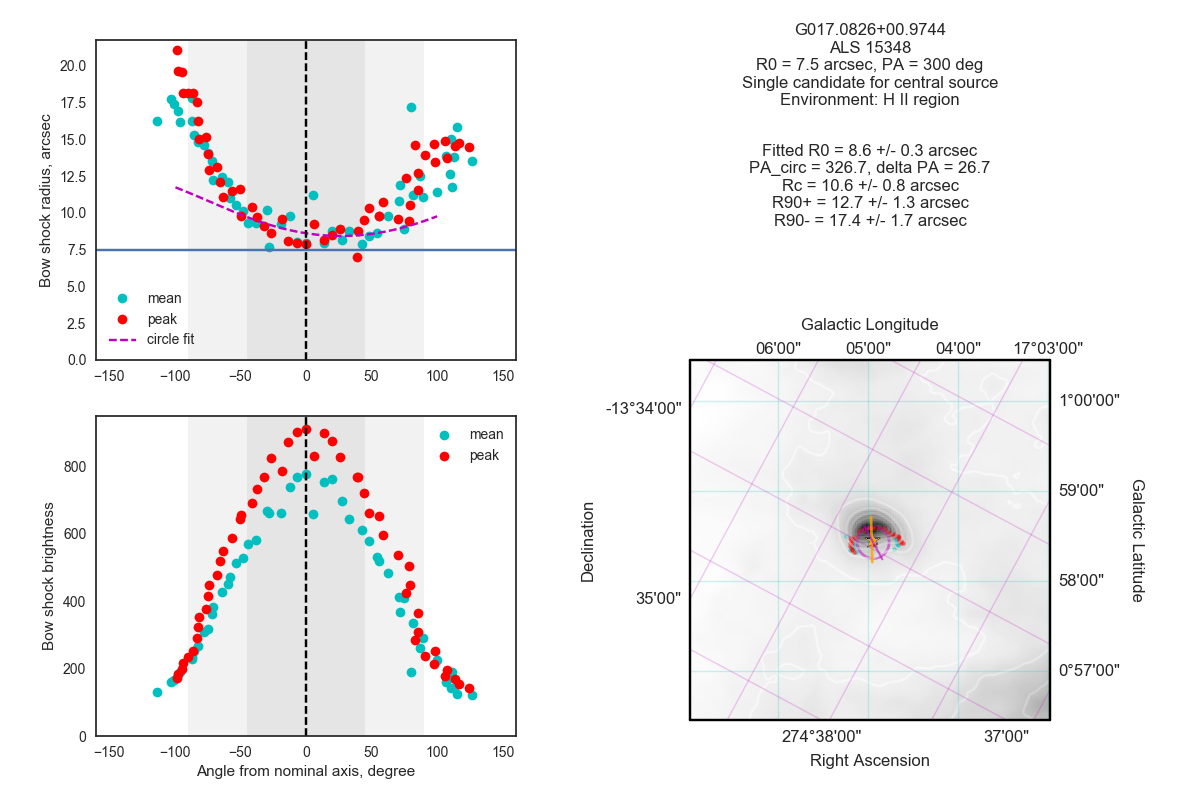 20.0
17.5
15.0
12.5
10.0
7.5
5.0
2.5
0.0
Bow shock radius, arcsec
mean
peak
circle fit
−150 −100 −50 0 50 100 150
800
600
400
200
0
Bow shock brightness
mean
peak
−150 −100 −50 0 50 100 150
Angle from nominal axis, degree
G017.0826+00.9744
ALS 15348
R0 = 7.5 arcsec, PA = 300 deg
Single candidate for central source
Environment: H II region
Fitted R0 = 8.6 +/- 0.3 arcsec
PA_circ = 326.7, delta PA = 26.7
Rc = 10.6 +/- 0.8 arcsec
R90+ = 12.7 +/- 1.3 arcsec
R90- = 17.4 +/- 1.7 arcsec
Galactic Longitude
06'00" 05'00" 04'00" 17°03'00"
-13°34'00"
35'00"
Declination
1°00'00"
59'00"
58'00"
0°57'00"
Galactic Latitude
274°38'00" 37'00"
Right Ascension